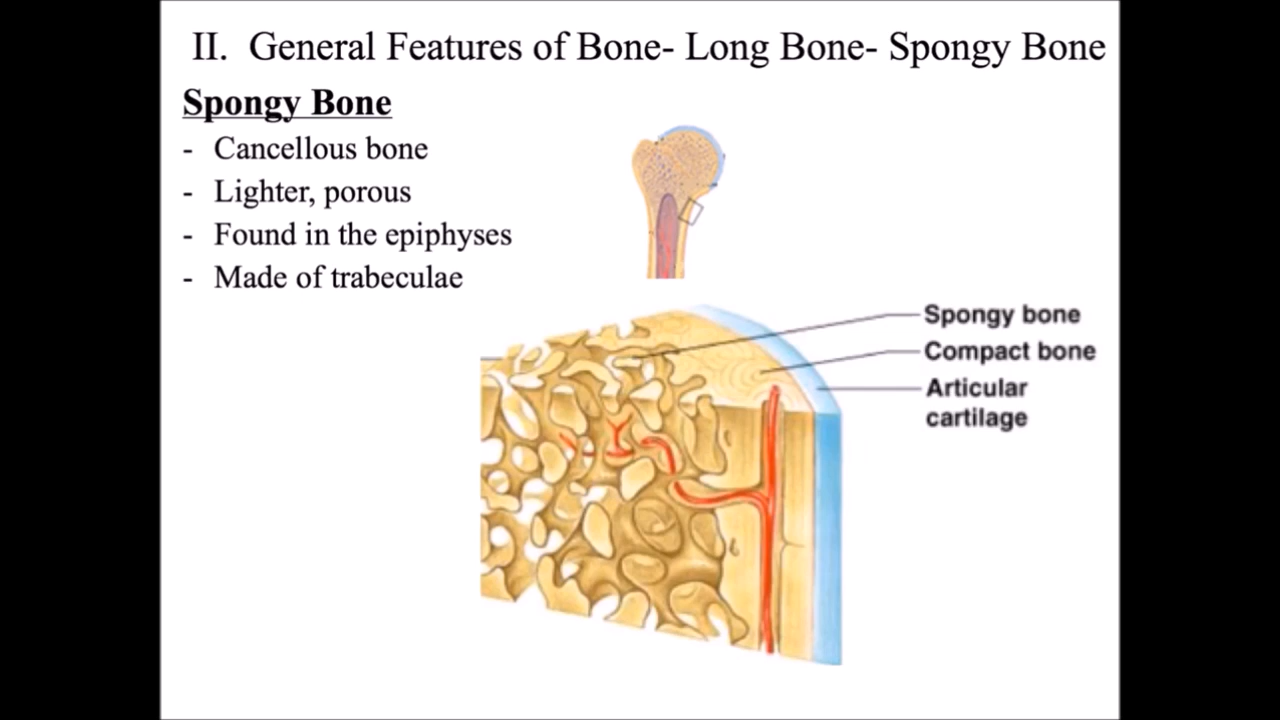 II. General Features of Bone- Long Bone- Spongy Bone
Spongy Bone
- Cancellous bone
- Lighter, porous
- Found in the epiphyses
- Made of trabeculae
Spongy bone
Compact bone
Articular
cartilage